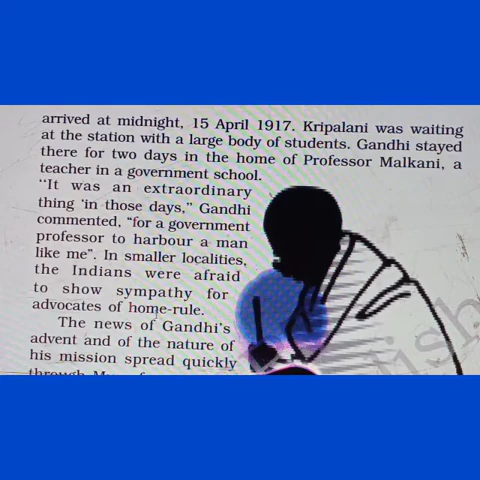 arrived at midnight, 15 April 1917. Kripalani was waiting
at the station with a large body of students. Gandhi stayed
there for two days in the home of Professor Malkani, a
teacher in a government school.
"It was an extraordinary
thing 'in those days," Gandhi
commented, "for a government
professor to harbour a man
like me". In smaller localities,
the Indians were afraid
to show sympathy for
advocates of home-rule.
The news of Gandhi's
advent and of the nature of
his mission spread quickly
through